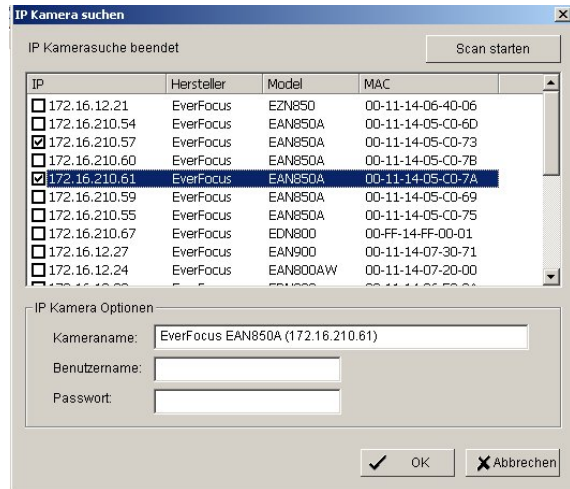 IP Kamera suchen
IP Kamerasuche beendet
Scan starten
IP Hersteller Model MAC
172.16.12.21 EverFocus EZN850 00-11-14-06-40-06
172.16.210.54 EverFocus EAN850A 00-11-14-05-C0-6D
172.16.210.57 EverFocus EAN850A 00-11-14-05-C0-73
172.16.210.60 EverFocus EAN850A 00-11-14-05-C0-7B
172.16.210.61 EverFocus EAN850A 00-11-14-05-C0-7A
172.16.210.59 EverFocus EAN850A 00-11-14-05-C0-69
172.16.210.55 EverFocus EAN850A 00-11-14-05-C0-75
172.16.210.67 EverFocus EDN800 00-FF-14-FF-00-01
172.16.12.27 EverFocus EAN900 00-11-14-07-30-71
172.16.12.24 EverFocus EAN800AW 00-11-14-07-20-00
IP Kamera Optionen
Kameraname: EverFocus EAN850A (172.16.210.61)
Benutzername:
Passwort:
OK
Abbrechen